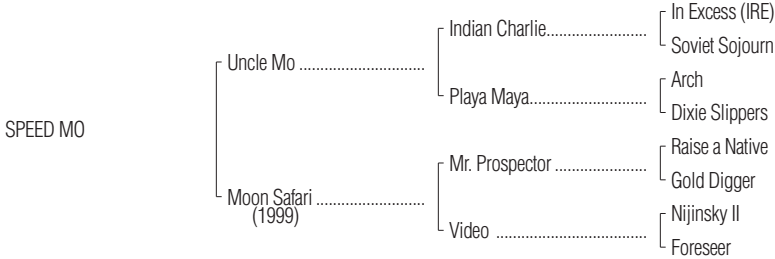 In Excess (IRE)
Indian Charlie..........................
Soviet Sojourn
Uncle Mo ................................
Arch
Playa Maya..............................
Dixie Slippers
SPEED MO
Raise a Native
Mr. Prospector ........................
Gold Digger
Moon Safari ............................
(1999)
Nijinsky II
Video .......................................
Foreseer